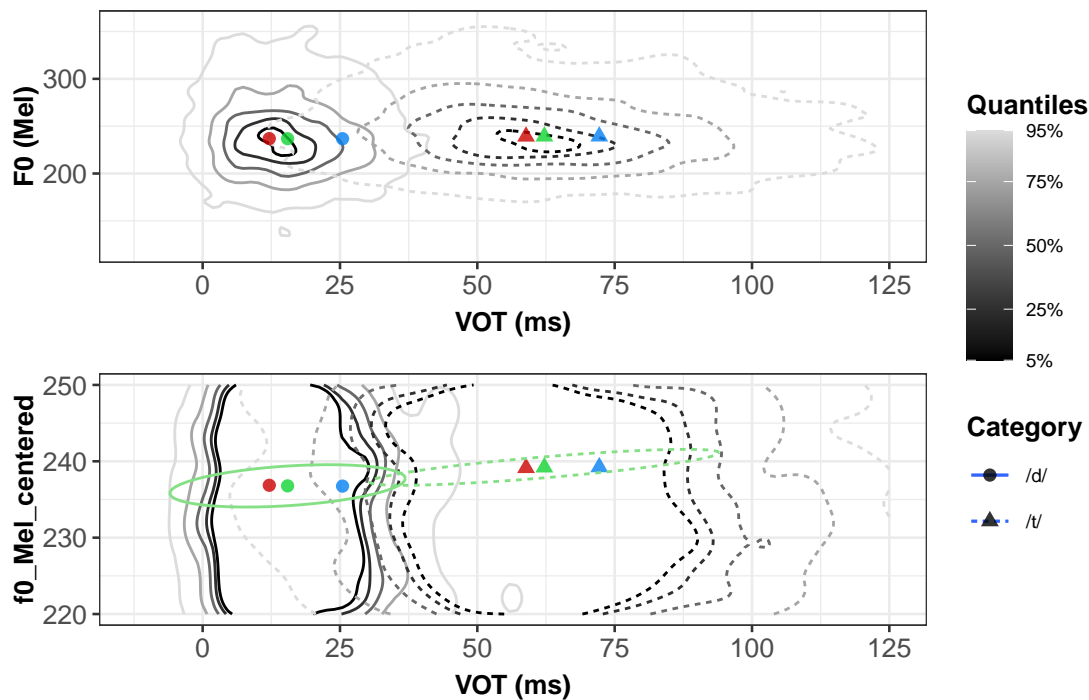 F0 (Mel)
300
200
0 25 50 75 100 125
VOT (ms)
f0_Mel_centered
250
240
230
220
0 25 50 75 100 125
VOT (ms)
Quantiles
95%
75%
50%
25%
5%
Category
/d/
/t/